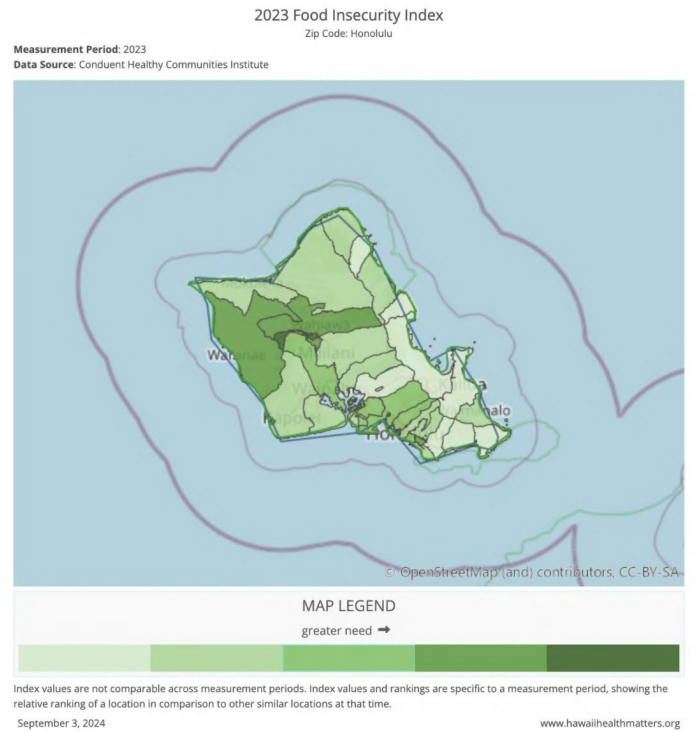 2023 Food Insecurity Index
Zip Code: Honolulu
Measurement Period: 2023
Data Source: Conduent Healthy Communities Institute
Mililani
Kapolei
© OpenStreetMap (and) contributors, CC-BY-SA
MAP LEGEND
greater need ➡
Index values are not comparable across measurement periods. Index values and rankings are specific to a measurement period, showing the
relative ranking of a location in comparison to other similar locations at that time.
September 3, 2024
www.hawaiihealthmatters.org